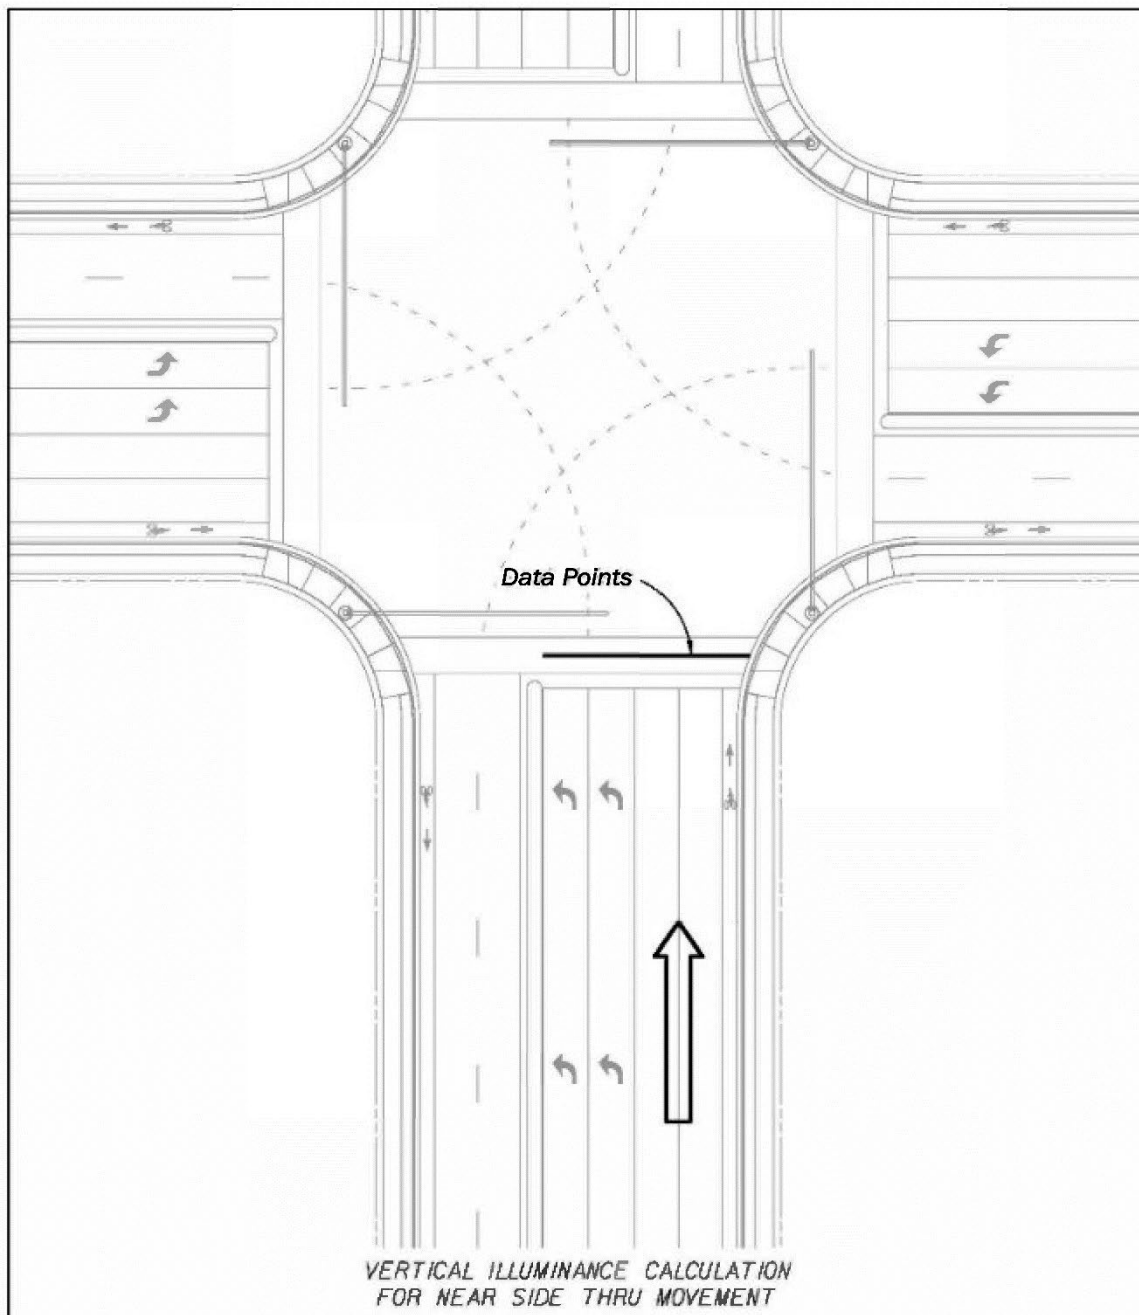 Data Points
VERTICAL ILLUMINANCE CALCULATION
FOR NEAR SIDE THRU MOVEMENT